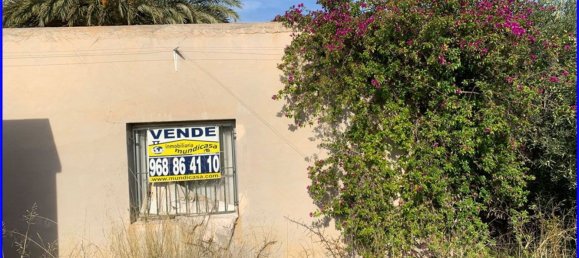 VENDE
inmobiliaria
mundicasa
968 86 41 10
www.mundicasa.com